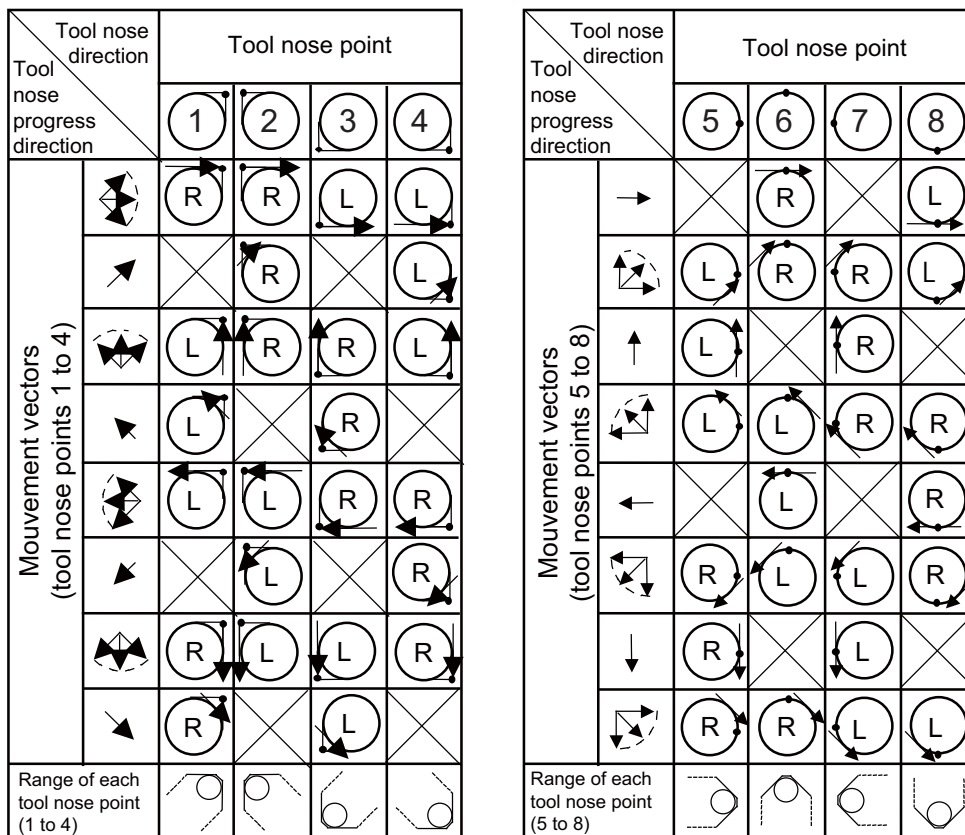 Tool nose
direction
Tool
nose
progress
direction
Tool nose point
1 2 3 4
Mouvement vectors
(tool nose points 1 to 4)
R R L L
R L
L R R L
L R
L L R R
L R
R L L R
R L
Range of each
tool nose point
(1 to 4)
Tool nose
direction
Tool
nose
progress
direction
Tool nose point
5 6 7 8
Mouvement vectors
(tool nose points 5 to 8)
R L
L R R L
L R
L L R R
L R
R L L R
R L
R R L L
Range of each
tool nose point
(5 to 8)